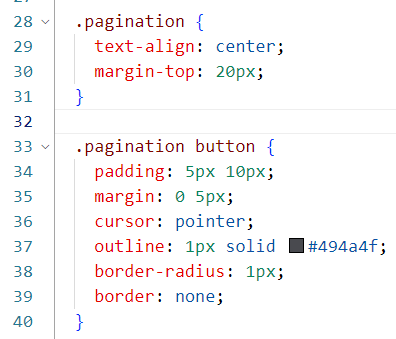 28 .pagination {
29 text-align: center;
30 margin-top: 20px;
31 }
32
33 .pagination button {
34 padding: 5px 10px;
35 margin: 0 5px;
36 cursor: pointer;
37 outline: 1px solid #494a4f;
38 border-radius: 1px;
39 border: none;
40 }